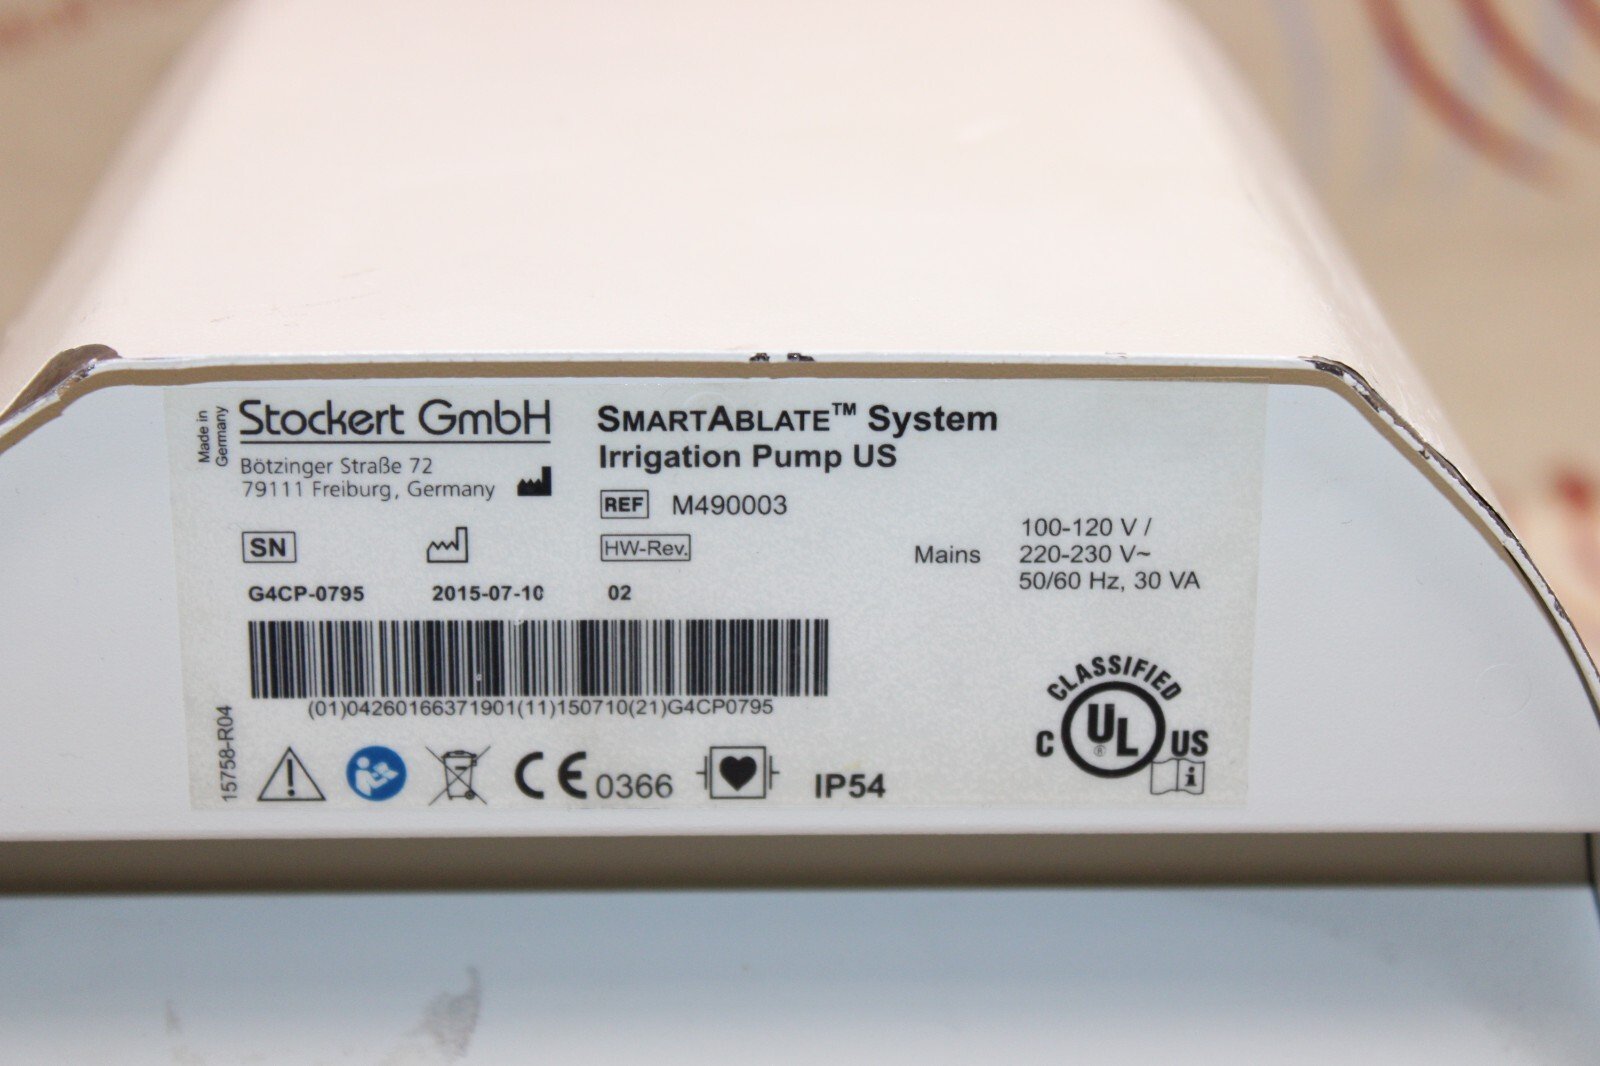 Made in
Germany
Stockert GmbH
Bötzinger Straße 72
79111 Freiburg, Germany
SMARTABLATE™ System
Irrigation Pump US
REF M490003
SN
HW-Rev.
G4CP-0795
2015-07-10
02
Mains
100-120 V /
220-230 V~
50/60 Hz, 30 VA
(01)04260166371901(11)150710(21)G4CP0795
15758-R04
CE 0366
IP54
CLASSIFIED
C UL® US
i